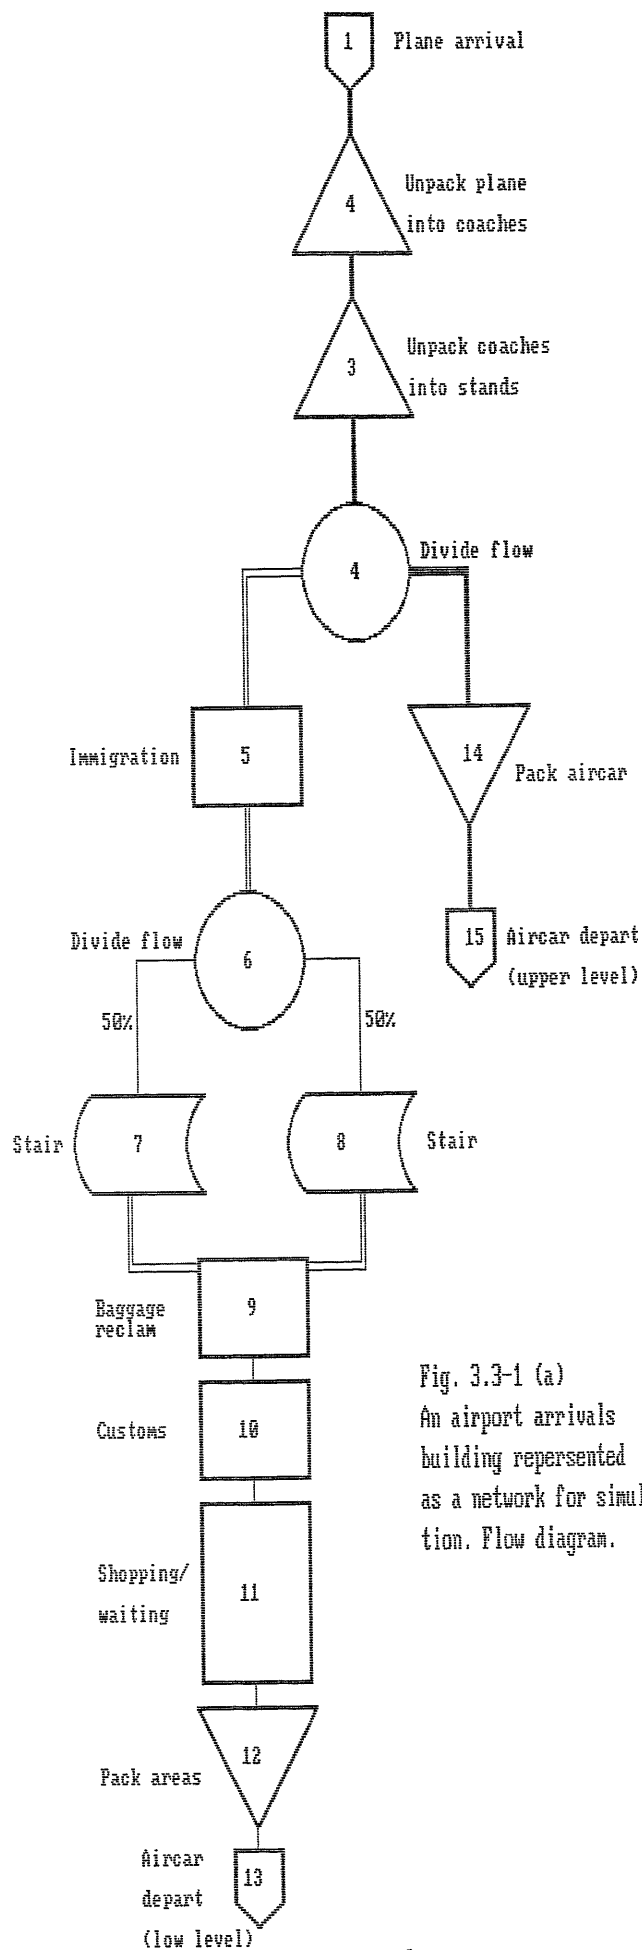 1
Plane arrival
4
Unpack plane
into coaches
3
Unpack coaches
into stands
4
Divide flow
Immigration
5
14
Pack aircar
Divide flow
6
15
Aircar depart
(upper level)
50%
50%
Stair
7
8
Stair
9
Baggage
reclam
Customs
10
Fig. 3.3-1 (a)
An airport arrivals
building repersented
as a network for simul
tion. Flow diagram.
Shopping/
waiting
11
12
Pack areas
Aircar
depart
(low level)
13